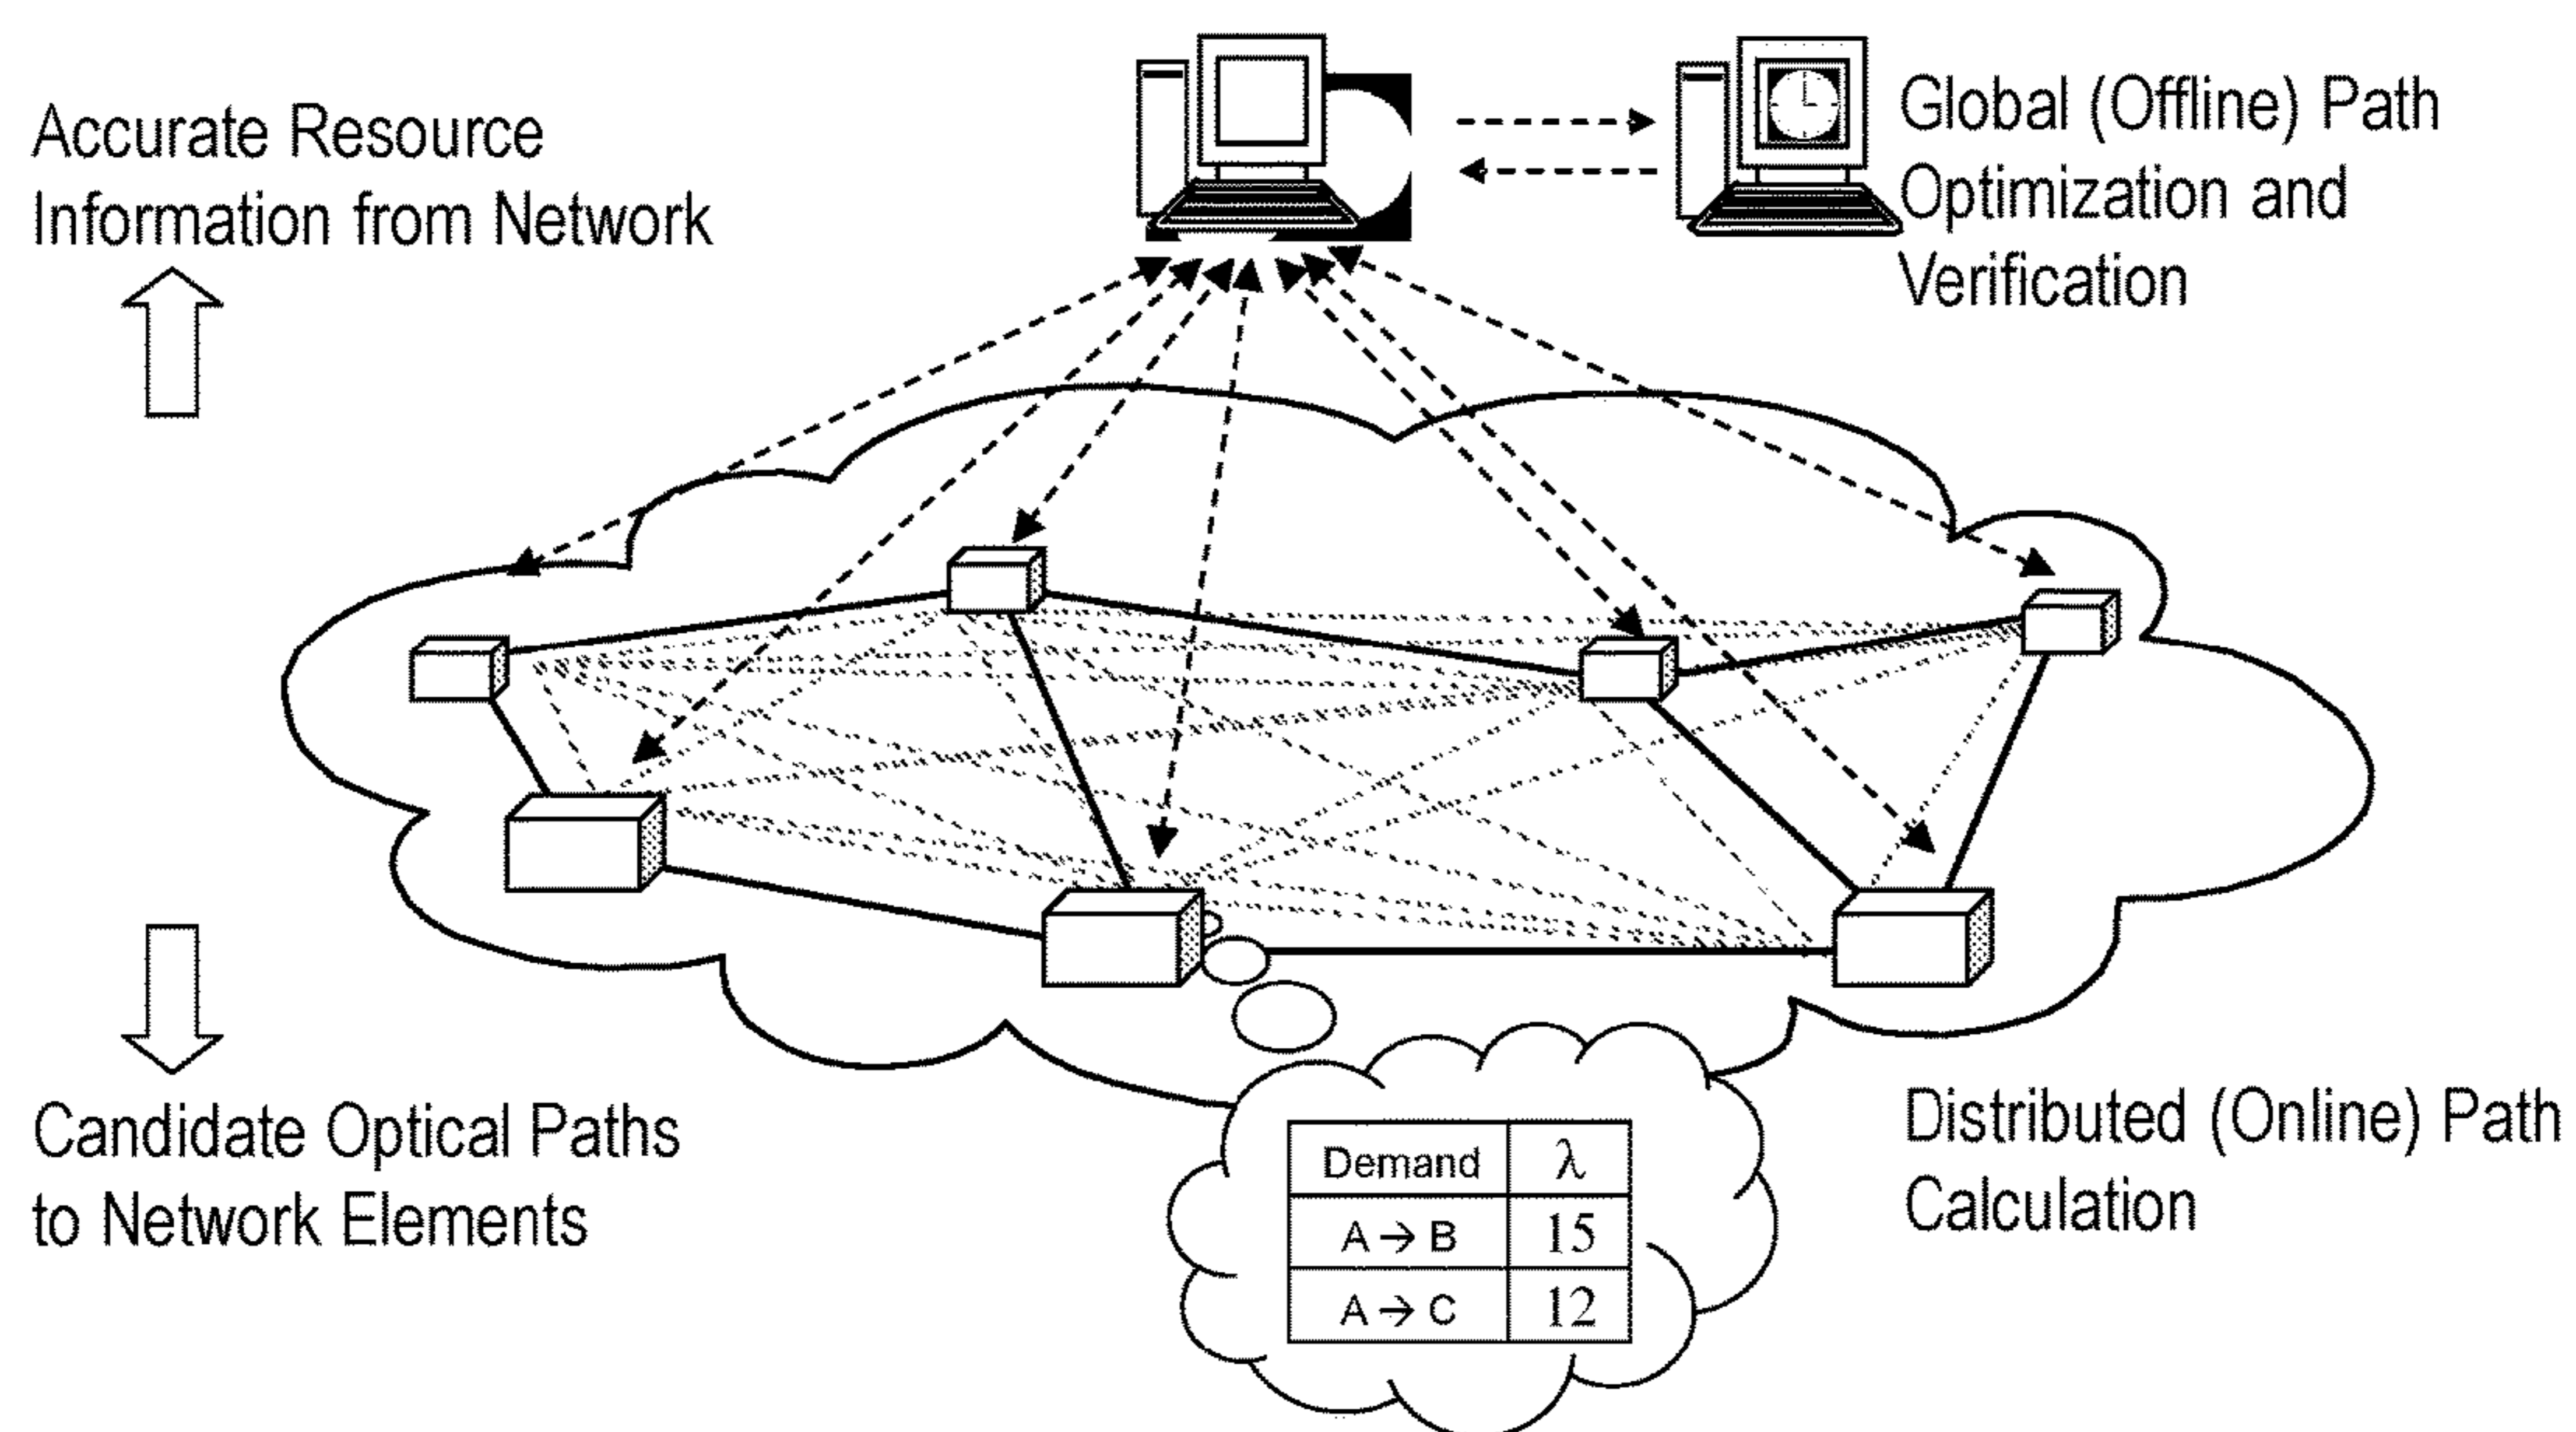 Accurate Resource
Information from Network
Global (Offline) Path
Optimization and
Verification
Candidate Optical Paths
to Network Elements
Demand λ
A → B 15
A → C 12
Distributed (Online) Path
Calculation